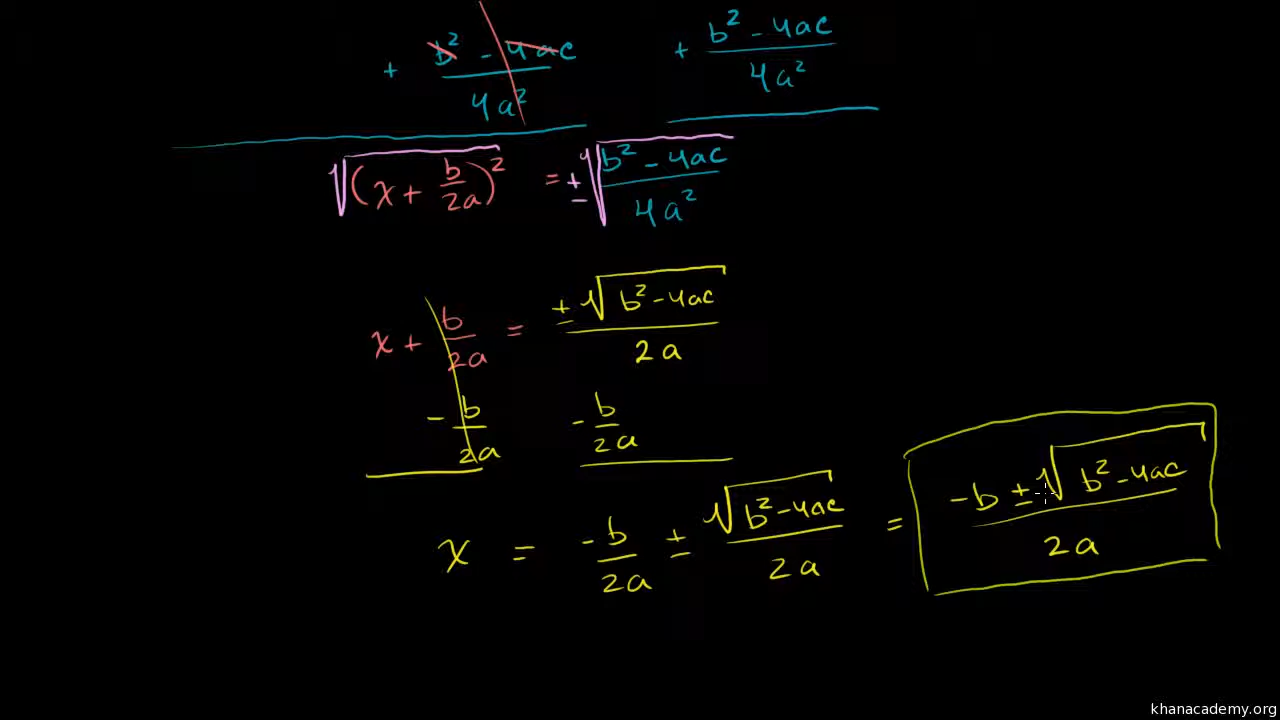 + b² - 4ac / 4a² + b² - 4ac / 4a²
√(x + b/2a)² = ± √(b² - 4ac / 4a²)
x + b/2a = ± √(b² - 4ac) / 2a
- b/2a - b/2a
x = -b/2a ± √(b² - 4ac) / 2a = -b ± √(b² - 4ac) / 2a
khanacademy.org